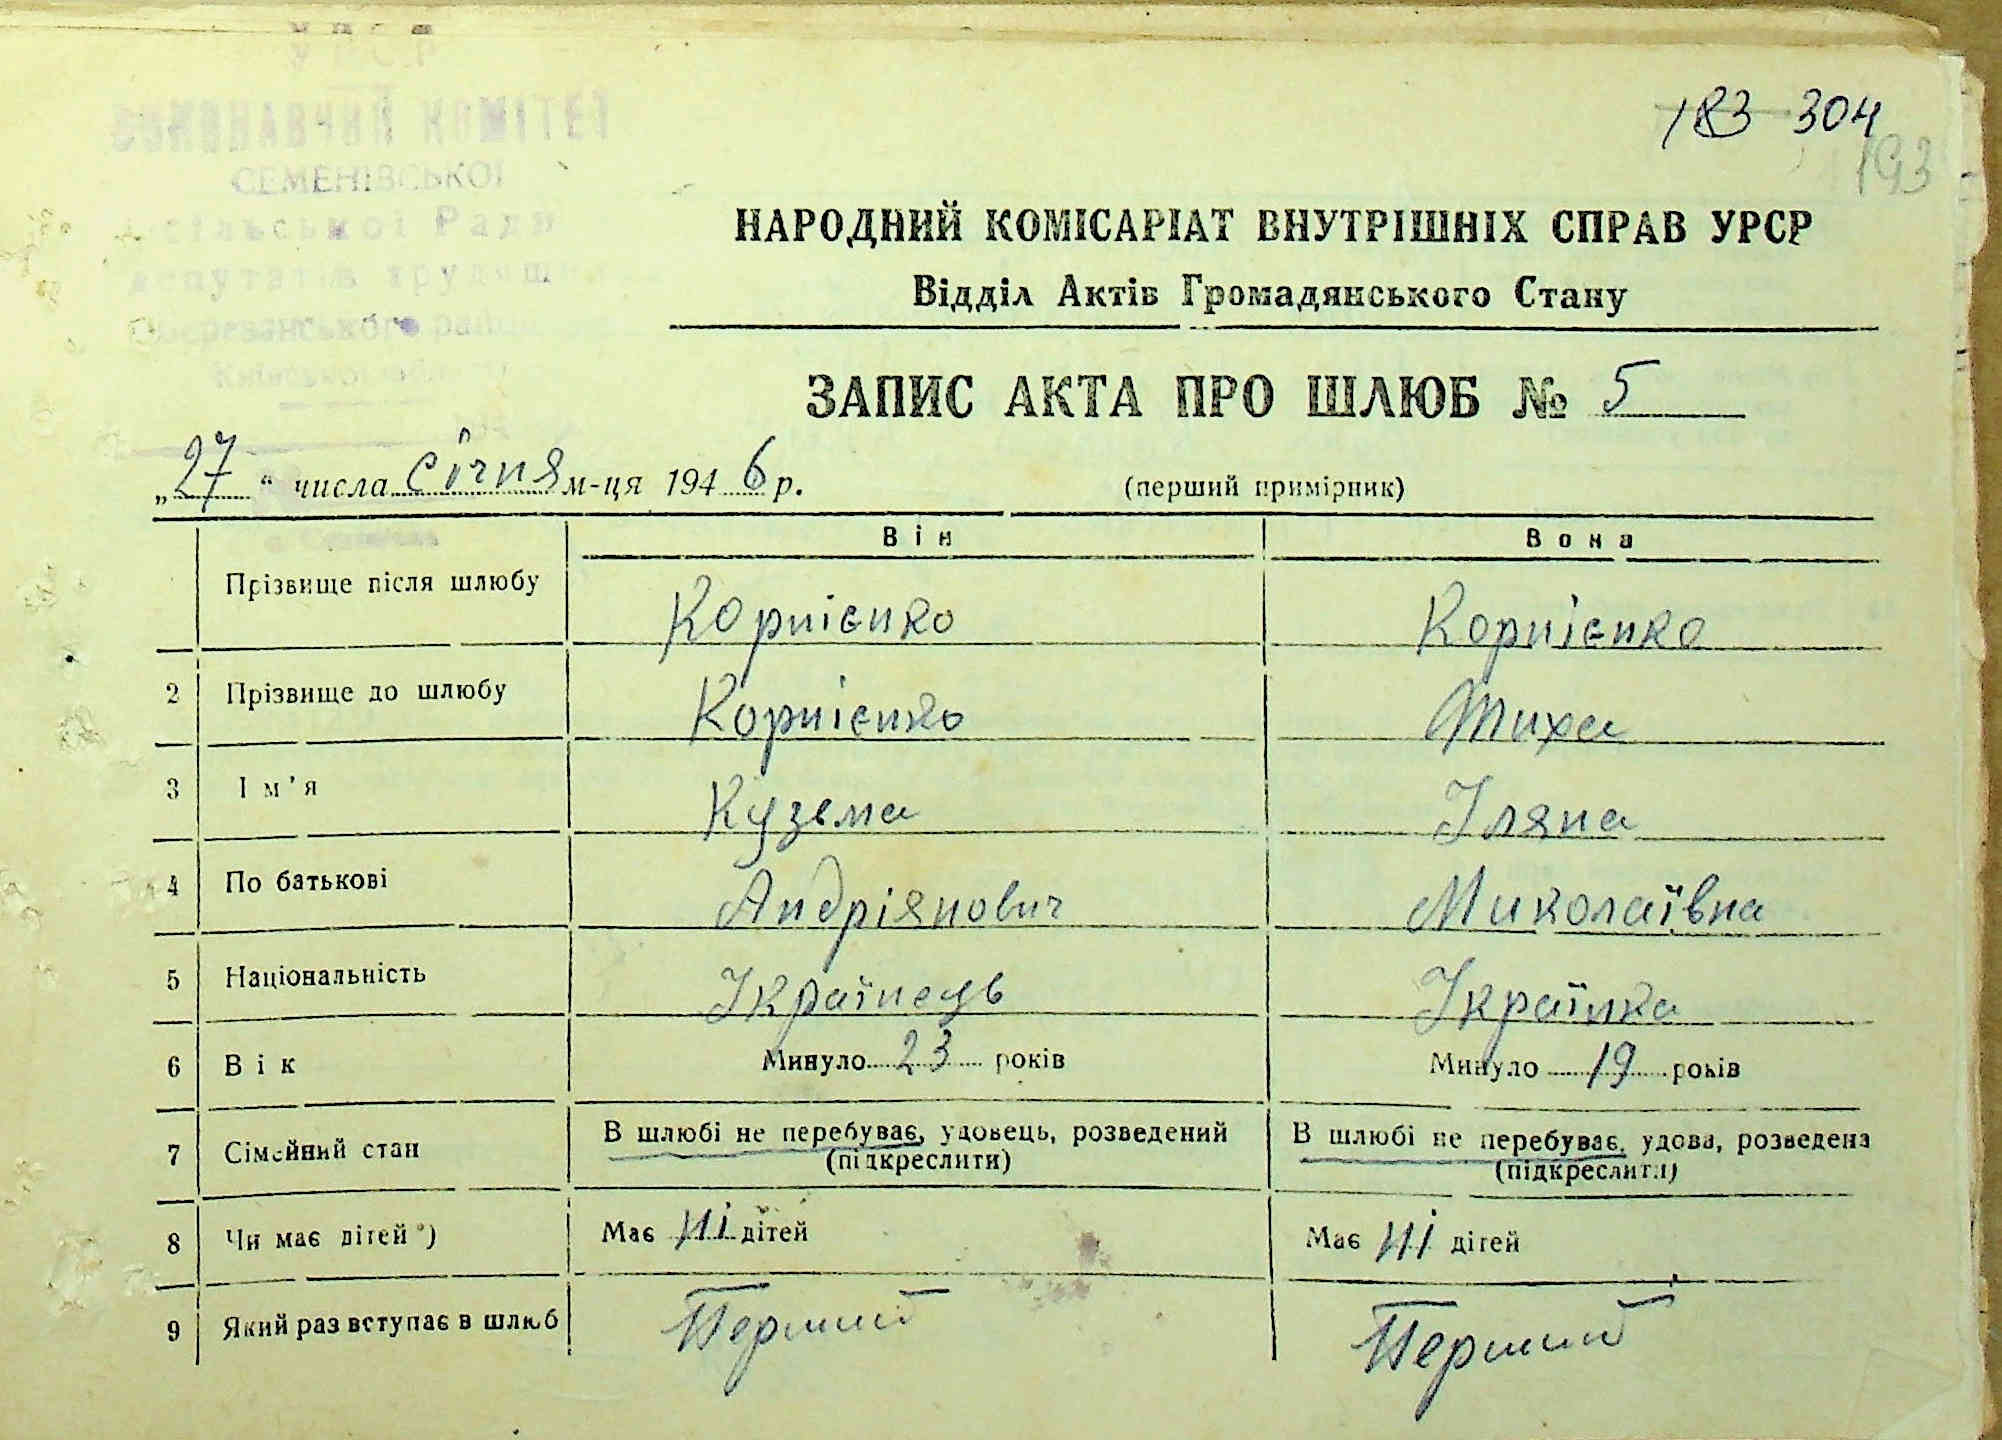 УРСР
ВИКОНАВЧИЙ КОМІТЕТ
СЕМЕНІВСЬКОЇ
сільської Ради
депутатів трудящих
Березанського району
Київської області
183 304
193
НАРОДНИЙ КОМІСАРІАТ ВНУТРІШНІХ СПРАВ УРСР
Відділ Актів Громадянського Стану
ЗАПИС АКТА ПРО ШЛЮБ № 5
„27“ числа січня м-ця 1946 р. (перший примірник)
Він Вона
Прізвище після шлюбу Корнієнко Корнієнко
2 Прізвище до шлюбу Корнієнко Тиха
3 Ім'я Кузьма Іляна
4 По батькові Андріянович Миколаївна
5 Національність Українець Українка
6 Вік Минуло 23 років Минуло 19 років
7 Сімейний стан В шлюбі не перебуває, удовець, розведений В шлюбі не перебуває, удова, розведена
(підкреслити) (підкреслити)
8 Чи має дітей *) Має ні дітей Має ні дітей
9 Який раз вступає в шлюб Перший Перший